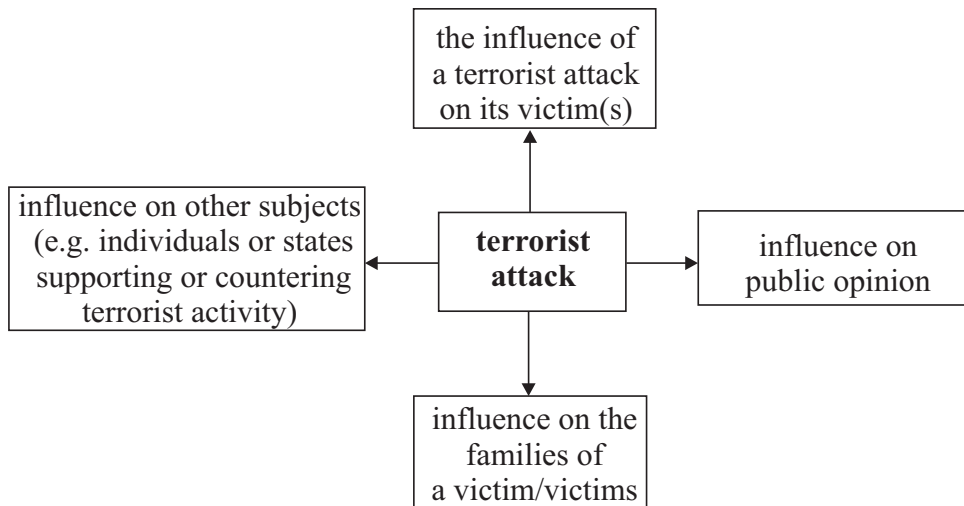 the influence of
a terrorist attack
on its victim(s)
influence on other subjects
(e.g. individuals or states
supporting or countering
terrorist activity)
terrorist
attack
influence on
public opinion
influence on the
families of
a victim/victims